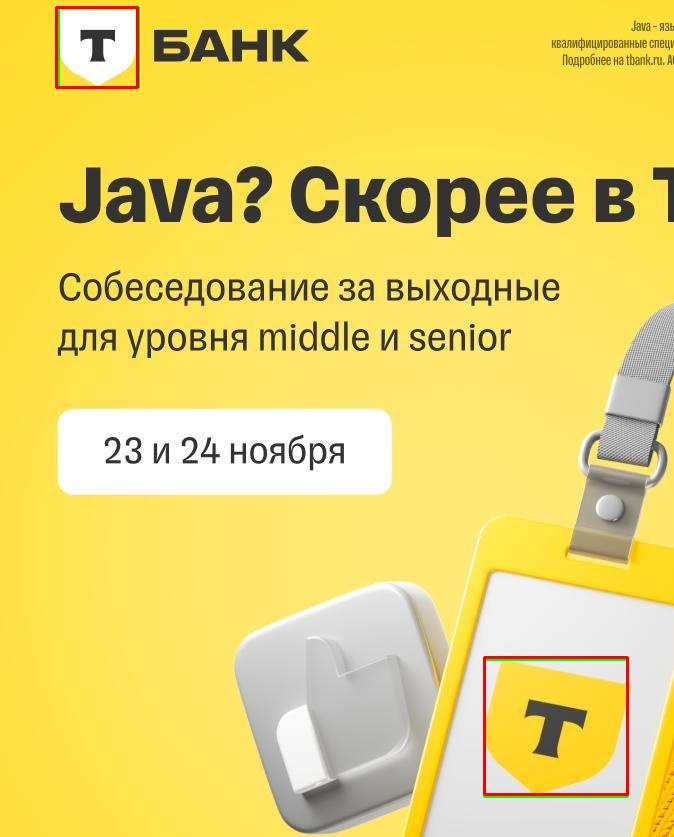 Т БАНК
Java - язы
квалифицированные специ
Подробнее на tbank.ru. А
Java? Скорее в Т
Собеседование за выходные
для уровня middle и senior
23 и 24 ноября
Т